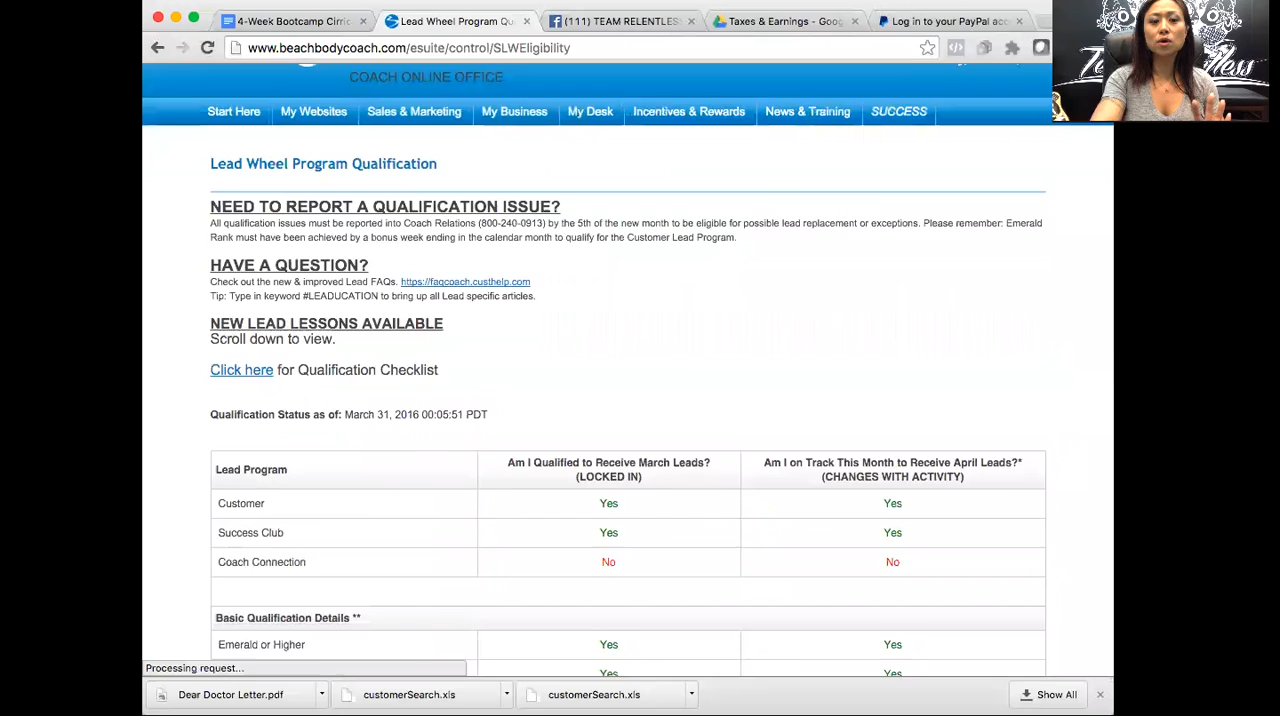 4-Week Bootcamp Cirric
Lead Wheel Program Qu
(111) TEAM RELENTLES
Taxes & Earnings - Goog
Log in to your PayPal acc
www.beachbodycoach.com/esuite/control/SLWEligibility
COACH ONLINE OFFICE
Start Here
My Websites
Sales & Marketing
My Business
My Desk
Incentives & Rewards
News & Training
SUCCESS
Lead Wheel Program Qualification
NEED TO REPORT A QUALIFICATION ISSUE?
All qualification issues must be reported into Coach Relations (800-240-0913) by the 5th of the new month to be eligible for possible lead replacement or exceptions. Please remember: Emerald
Rank must have been achieved by a bonus week ending in the calendar month to qualify for the Customer Lead Program.
HAVE A QUESTION?
Check out the new & improved Lead FAQs. https://faqcoach.custhelp.com
Tip: Type in keyword #LEADUCATION to bring up all Lead specific articles.
NEW LEAD LESSONS AVAILABLE
Scroll down to view.
Click here for Qualification Checklist
Qualification Status as of: March 31, 2016 00:05:51 PDT
Lead Program
Am I Qualified to Receive March Leads?
(LOCKED IN)
Am I on Track This Month to Receive April Leads?*
(CHANGES WITH ACTIVITY)
Customer Yes Yes
Success Club Yes Yes
Coach Connection No No
Basic Qualification Details **
Emerald or Higher Yes Yes
Yes Yes
Processing request...
Dear Doctor Letter.pdf
customerSearch.xls
customerSearch.xls
Show All